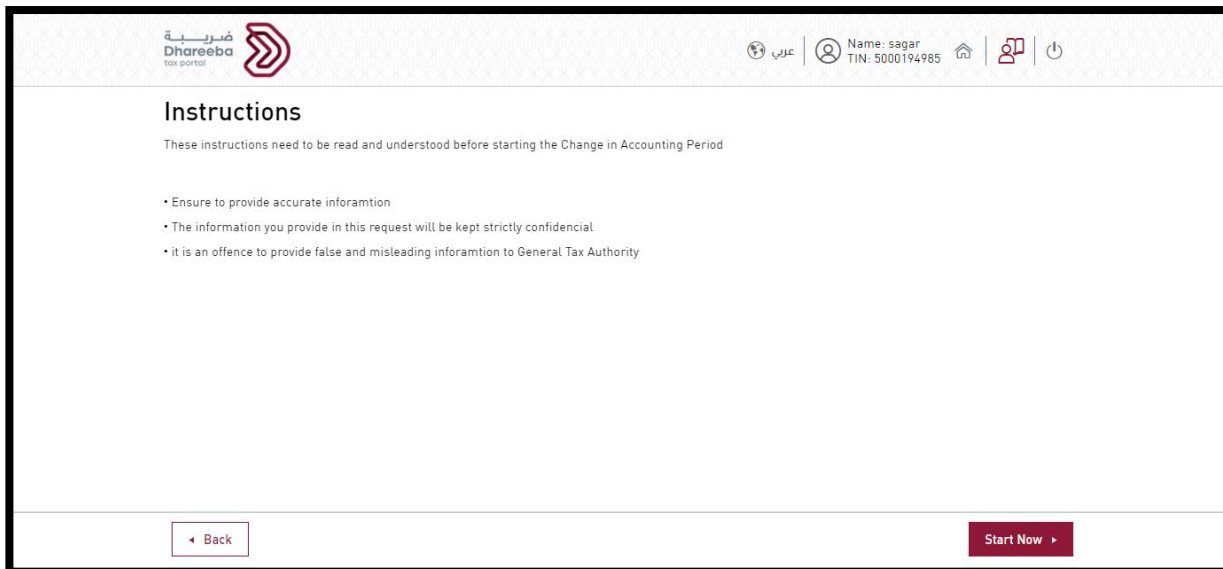 ضريبة
Dhareeba
tax portal
عربي
Name: sagar
TIN: 5000194985
Instructions
These instructions need to be read and understood before starting the Change in Accounting Period
• Ensure to provide accurate inforamtion
• The information you provide in this request will be kept strictly confidencial
• it is an offence to provide false and misleading inforamtion to General Tax Authority
Back
Start Now